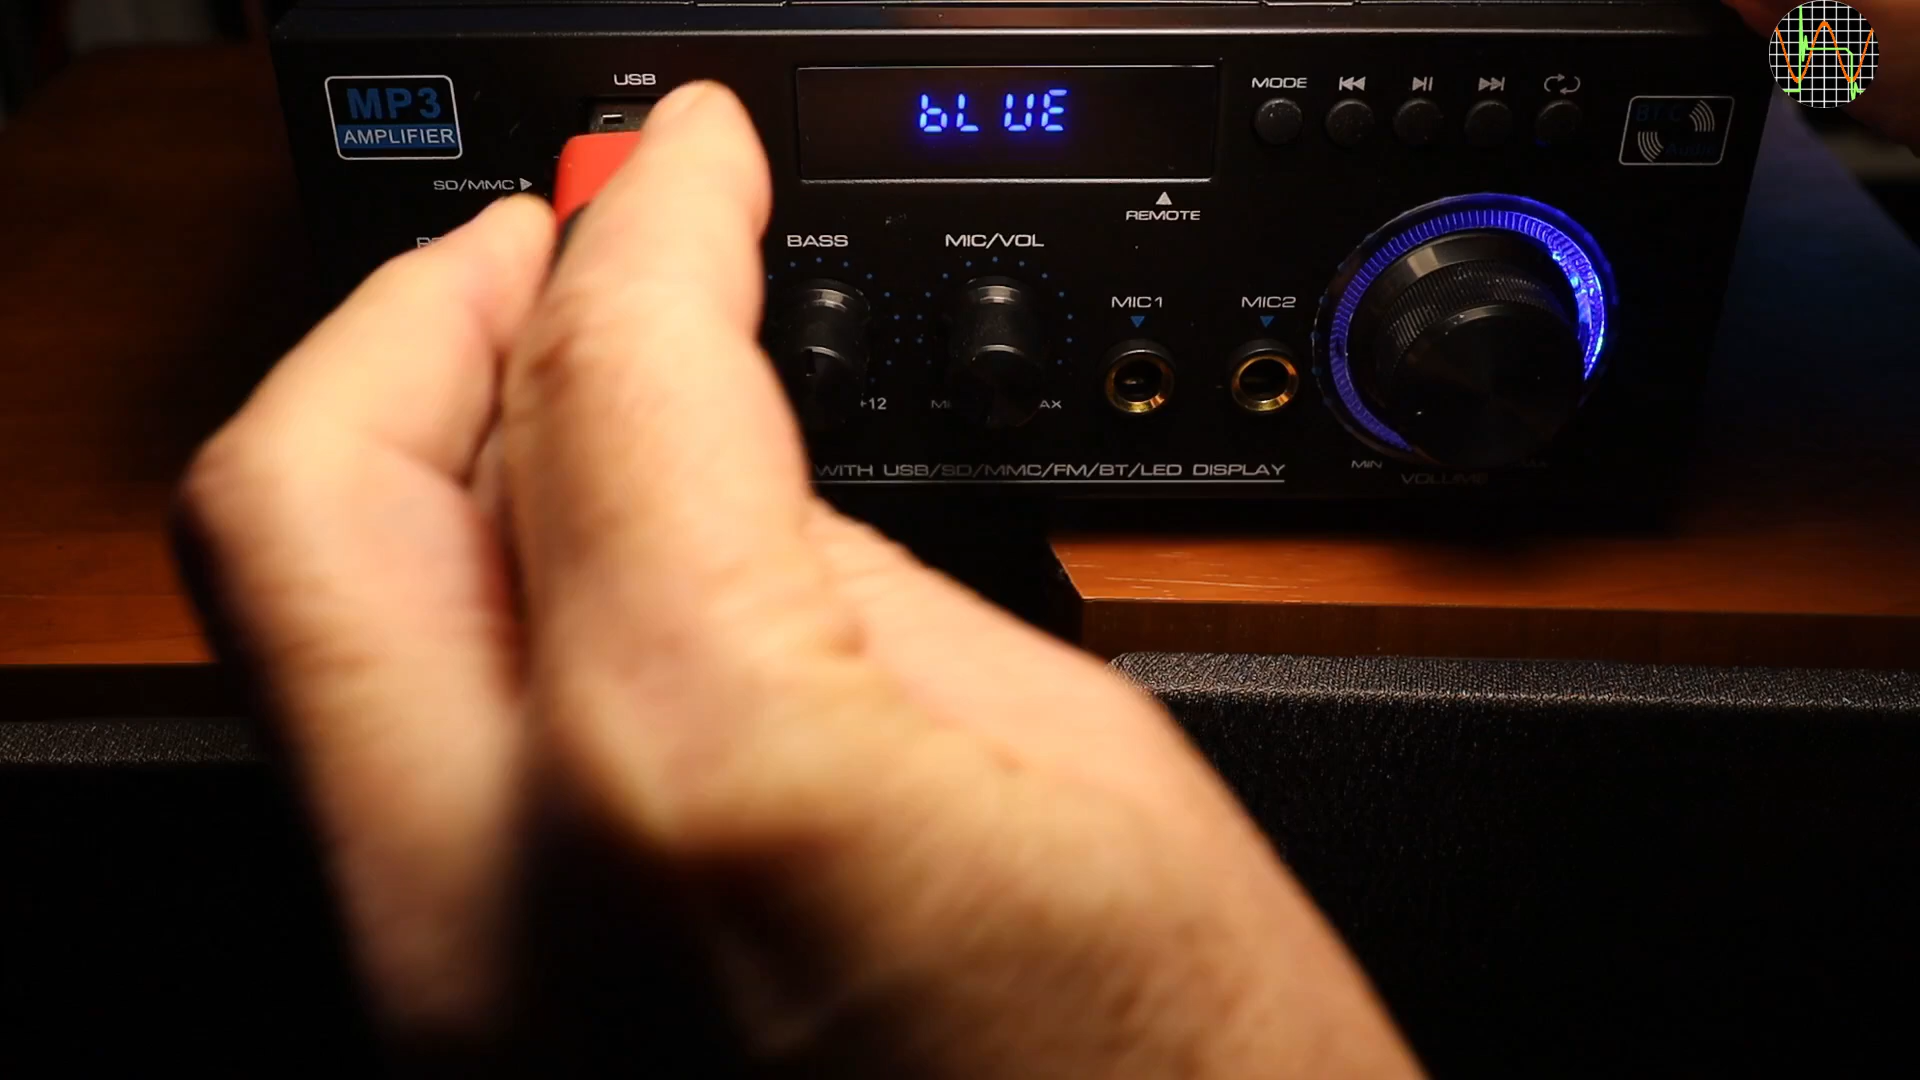 USB
MP3
AMPLIFIER
bLUE
MODE
SD/MMC
REMOTE
BASS
MIC/VOL
MIC1
MIC2
+12
WITH USB/SD/MMC/FM/BT/LED DISPLAY
MIN
VOLUME